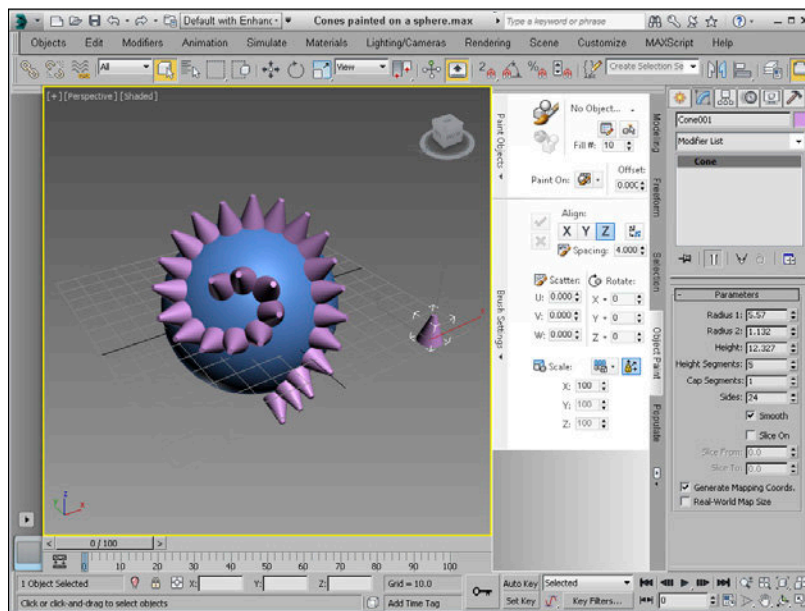 Default with Enhanc
Cones painted on a sphere.max
Type a keyword or phrase
Objects Edit Modifiers Animation Simulate Materials Lighting/Cameras Rendering Scene Customize MAXScript Help
All
View
Create Selection Se
[+] [Perspective] [Shaded]
Paint Objects
Brush Settings
No Object...
Fill #: 10
Paint On:
Offset:
0.000
Align:
X Y Z
Spacing: 4.000
Scatter: Rotate:
U: 0.000 X 0
V: 0.000 Y 0
W: 0.000 Z 0
Scale:
X: 100
Y: 100
Z: 100
Modeling
Freeform
Selection
Object Paint
Populate
Cone001
Modifier List
Cone
- Parameters
Radius 1: 5.57
Radius 2: 1.132
Height: 12.327
Height Segments: 5
Cap Segments: 1
Sides: 24
Smooth
Slice On
Slice From: 0.0
Slice To: 0.0
Generate Mapping Coords.
Real-World Map Size
z
x
< 0 / 100 >
0 10 20 30 40 50 60 70 80 90 100
1 Object Selected X: Y: Z: Grid = 10.0 Auto Key Selected
Click or click-and-drag to select objects Add Time Tag Set Key Key Filters... 0